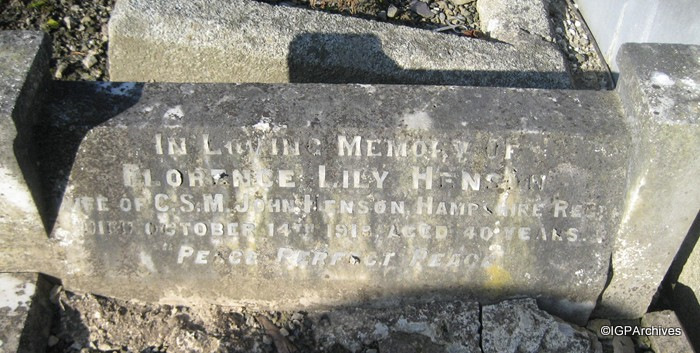 IN LOVING MEMORY OF
FLORENCE LILY HENSON
WIFE OF C.S.M. JOHN HENSON, HAMPSHIRE REGT
DIED OCTOBER 14TH AGED 40 YEARS.
"PEACE PERFECT PEACE"
©IGPArchives